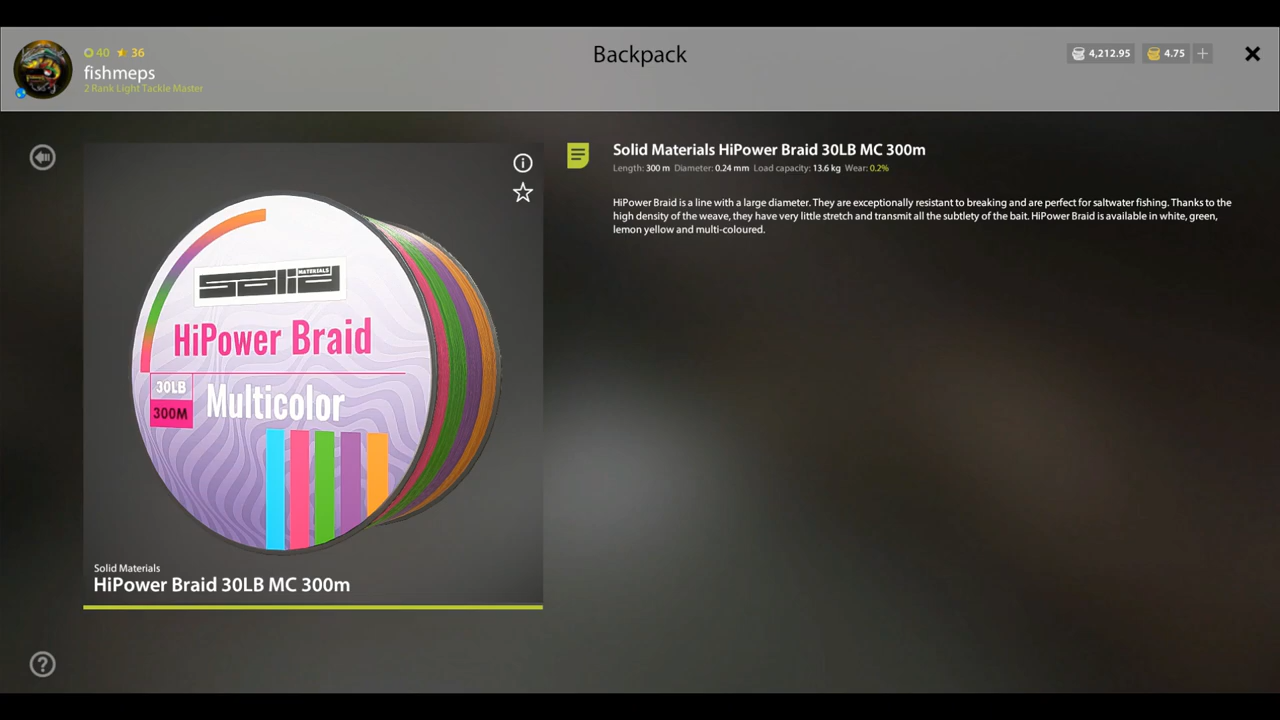 40 36
fishmeps
2 Rank Light Tackle Master
Backpack
4,212.95
4.75
Solid Materials HiPower Braid 30LB MC 300m
Length: 300 m Diameter: 0.24 mm Load capacity: 13.6 kg Wear: 0.2%
HiPower Braid is a line with a large diameter. They are exceptionally resistant to breaking and are perfect for saltwater fishing. Thanks to the
high density of the weave, they have very little stretch and transmit all the subtlety of the bait. HiPower Braid is available in white, green,
lemon yellow and multi-coloured.
solid MATERIALS
HiPower Braid
30LB
300M
Multicolor
Solid Materials
HiPower Braid 30LB MC 300m